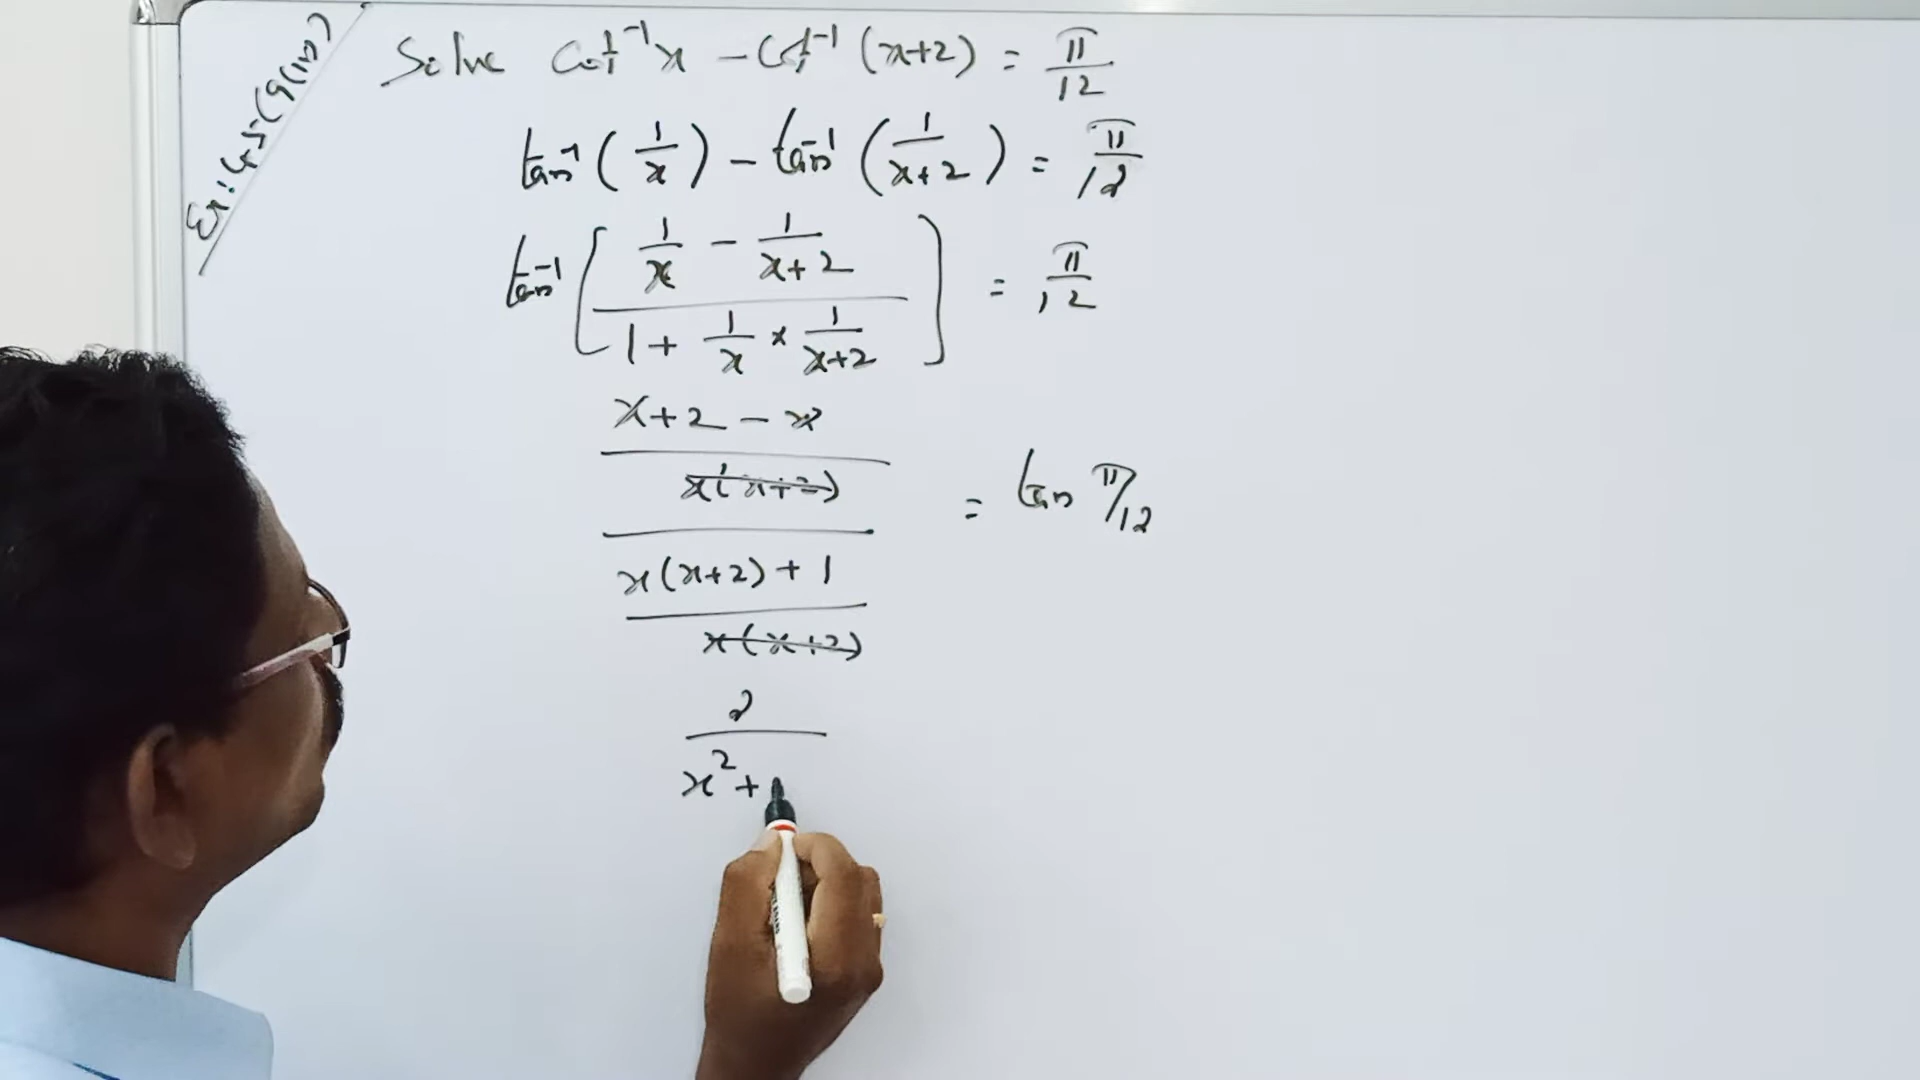 Ex: 4.5 (9(iii))
Solve Cot⁻¹x - Cot⁻¹(x+2) = π/12
tan⁻¹(1/x) - tan⁻¹(1/(x+2)) = π/12
tan⁻¹[(1/x - 1/(x+2))/(1 + 1/x × 1/(x+2))] = π/12
x+2 - x
x(x+2)
= tan π/12
x(x+2) + 1
x(x+2)
2
x² +